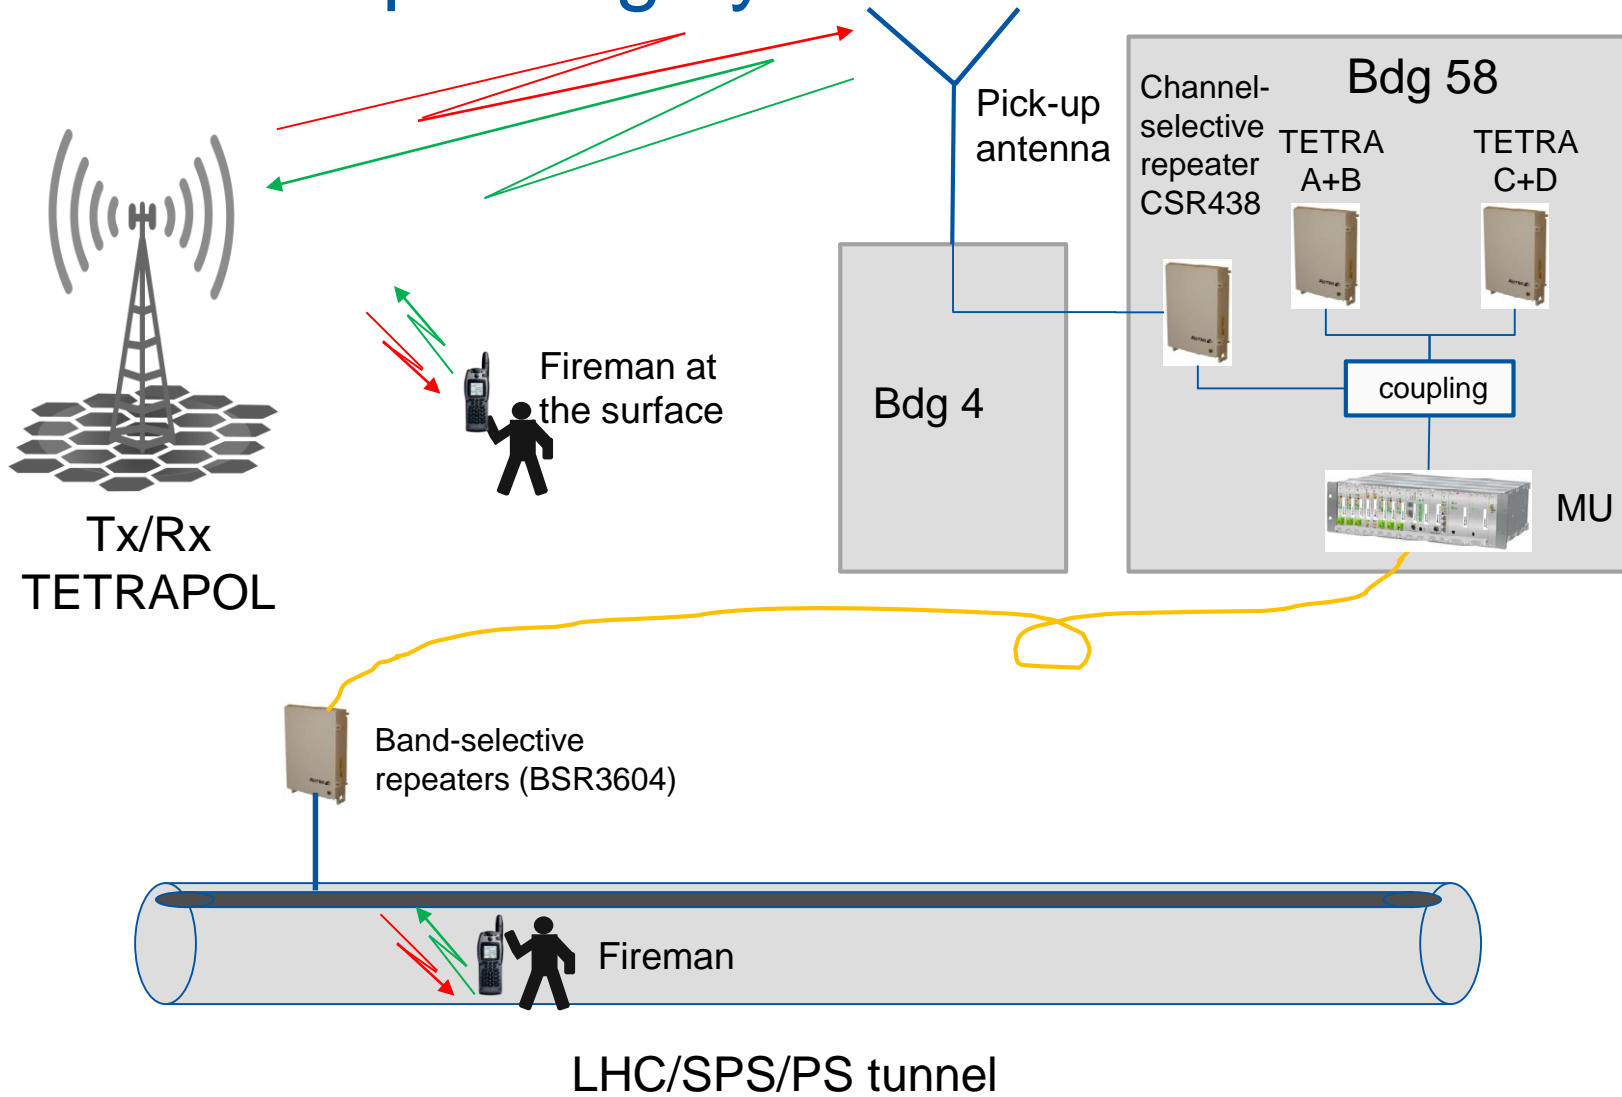 Pick-up
antenna
Bdg 58
Channel-
selective
repeater
CSR438
TETRA
A+B
TETRA
C+D
Fireman at
the surface
Bdg 4
coupling
MU
Tx/Rx
TETRAPOL
Band-selective
repeaters (BSR3604)
Fireman
LHC/SPS/PS tunnel